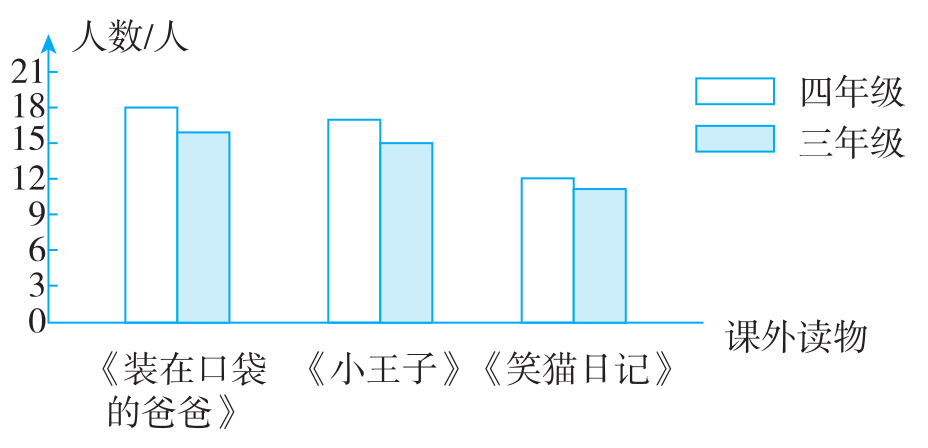 人数/人
21
18
15
12
9
6
3
0
四年级
三年级
课外读物
《装在口袋的爸爸》
《小王子》
《笑猫日记》